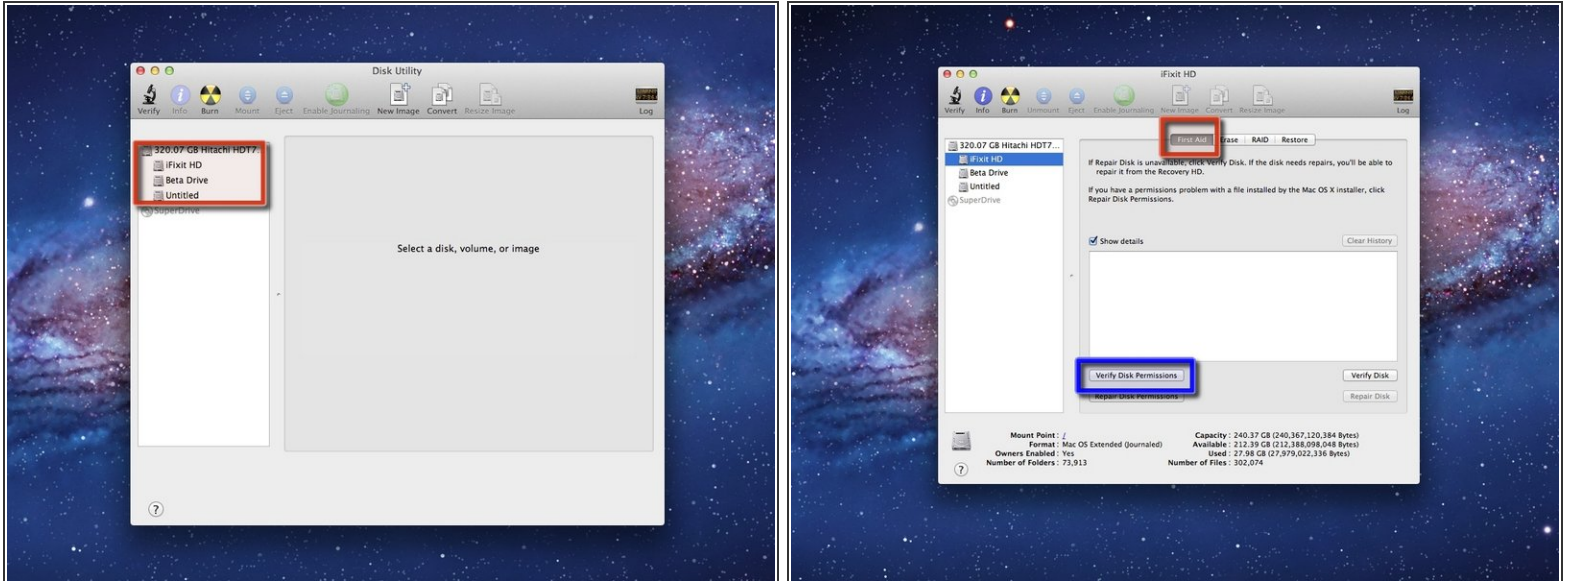 Disk Utility
Verify Info Burn Mount Eject Enable Journaling New Image Convert Resize Image Log
320.07 GB Hitachi HDT7...
iFixit HD
Beta Drive
Untitled
SuperDrive
Select a disk, volume, or image
?
iFixit HD
Verify Info Burn Unmount Eject Enable Journaling New Image Convert Resize Image Log
320.07 GB Hitachi HDT7...
iFixit HD
Beta Drive
Untitled
SuperDrive
First Aid Erase RAID Restore
If Repair Disk is unavailable, click Verify Disk. If the disk needs repairs, you'll be able to
repair it from the Recovery HD.
If you have a permissions problem with a file installed by the Mac OS X installer, click
Repair Disk Permissions.
Show details Clear History
Verify Disk Permissions Verify Disk
Repair Disk Permissions Repair Disk
Mount Point : / Capacity : 240.37 GB (240,367,120,384 Bytes)
Format : Mac OS Extended (Journaled) Available : 212.39 GB (212,388,098,048 Bytes)
Owners Enabled : Yes Used : 27.98 GB (27,979,022,336 Bytes)
Number of Folders : 73,913 Number of Files : 302,074
?